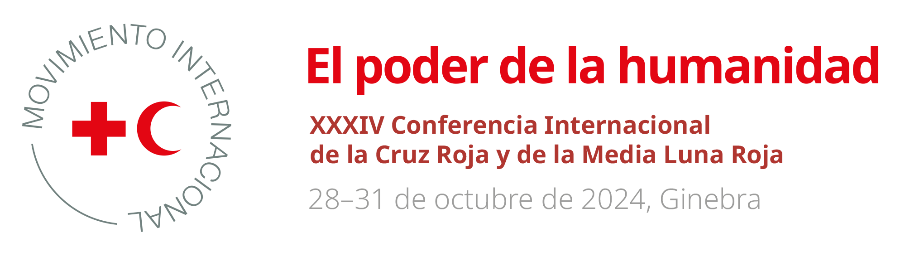 MOVIMIENTO INTERNACIONAL
El poder de la humanidad
XXXIV Conferencia Internacional
de la Cruz Roja y de la Media Luna Roja
28–31 de octubre de 2024, Ginebra